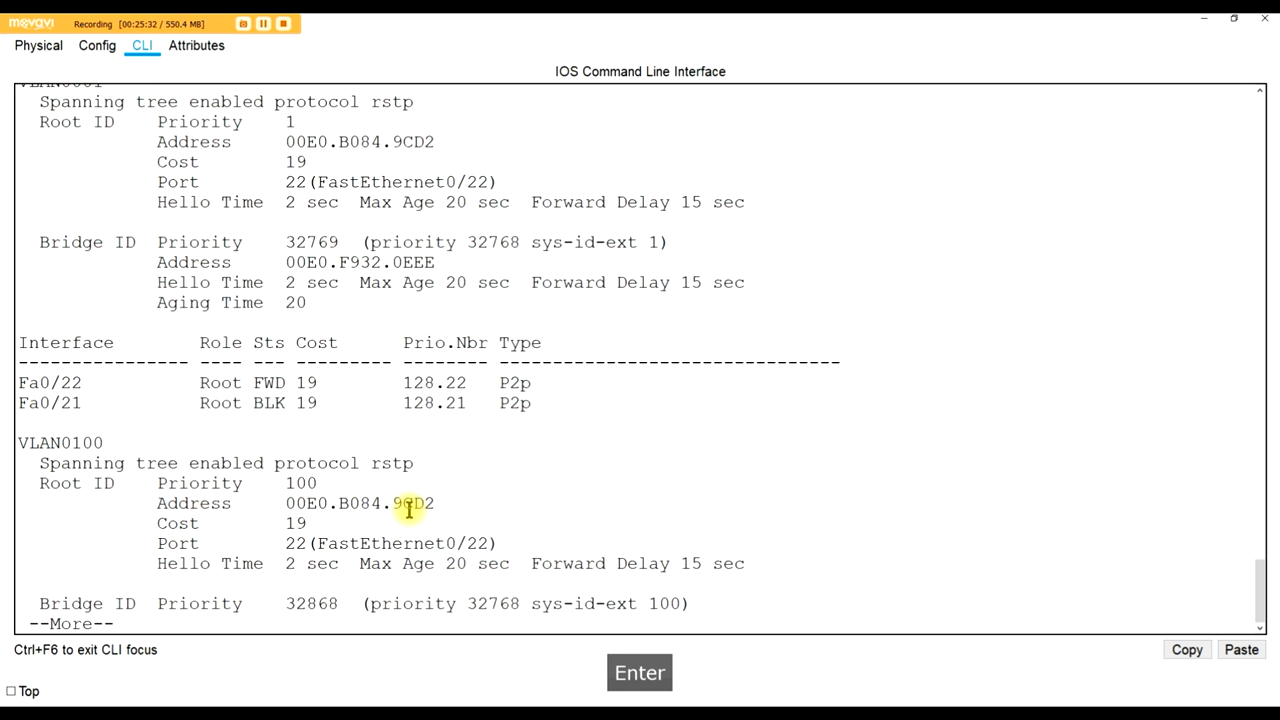 movavi Recording [00:25:32 / 550.4 MB]
Physical Config CLI Attributes
IOS Command Line Interface
VLAN0001
Spanning tree enabled protocol rstp
Root ID Priority 1
Address 00E0.B084.9CD2
Cost 19
Port 22(FastEthernet0/22)
Hello Time 2 sec Max Age 20 sec Forward Delay 15 sec
Bridge ID Priority 32769 (priority 32768 sys-id-ext 1)
Address 00E0.F932.0EEE
Hello Time 2 sec Max Age 20 sec Forward Delay 15 sec
Aging Time 20
Interface Role Sts Cost Prio.Nbr Type
---------------- ---- --- --------- -------- --------------------------------
Fa0/22 Root FWD 19 128.22 P2p
Fa0/21 Root BLK 19 128.21 P2p
VLAN0100
Spanning tree enabled protocol rstp
Root ID Priority 100
Address 00E0.B084.9CD2
Cost 19
Port 22(FastEthernet0/22)
Hello Time 2 sec Max Age 20 sec Forward Delay 15 sec
Bridge ID Priority 32868 (priority 32768 sys-id-ext 100)
--More--
Ctrl+F6 to exit CLI focus
Copy Paste
Enter
Top